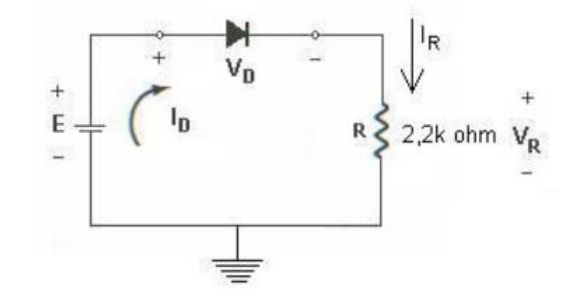 I_R
+ V_D -
I_D
+
E
-
R 2,2k ohm
+
V_R
-